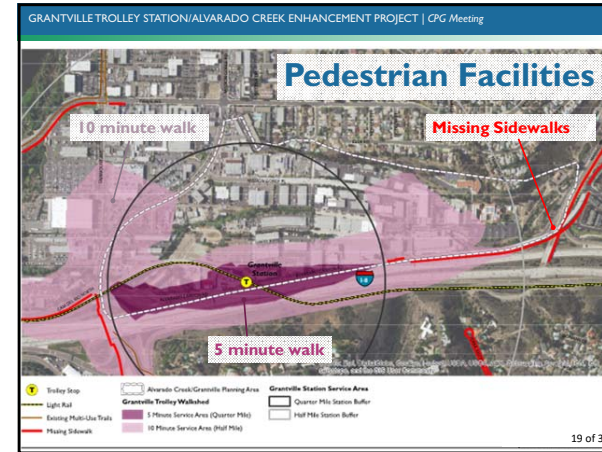 GRANTVILLE TROLLEY STATION/ALVARADO CREEK ENHANCEMENT PROJECT | CPG Meeting
Pedestrian Facilities
10 minute walk
Missing Sidewalks
Grantville
Station
T
5 minute walk
T Trolley Stop
Light Rail
Existing Multi-Use Trails
Missing Sidewalk
Alvarado Creek/Grantville Planning Area
Grantville Trolley Walkshed
5 Minute Service Area (Quarter Mile)
10 Minute Service Area (Half Mile)
Grantville Station Service Area
Quarter Mile Station Buffer
Half Mile Station Buffer
19 of 3